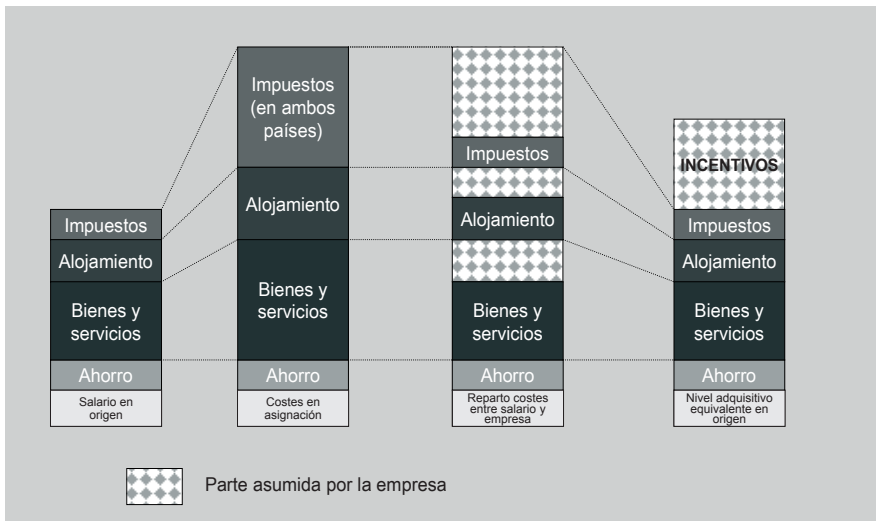 Impuestos
Alojamiento
Bienes y
servicios
Ahorro
Salario en
origen
Impuestos
(en ambos
países)
Alojamiento
Bienes y
servicios
Ahorro
Costes en
asignación
Impuestos
Alojamiento
Bienes y
servicios
Ahorro
Reparto costes
entre salario y
empresa
INCENTIVOS
Impuestos
Alojamiento
Bienes y
servicios
Ahorro
Nivel adquisitivo
equivalente en
origen
Parte asumida por la empresa